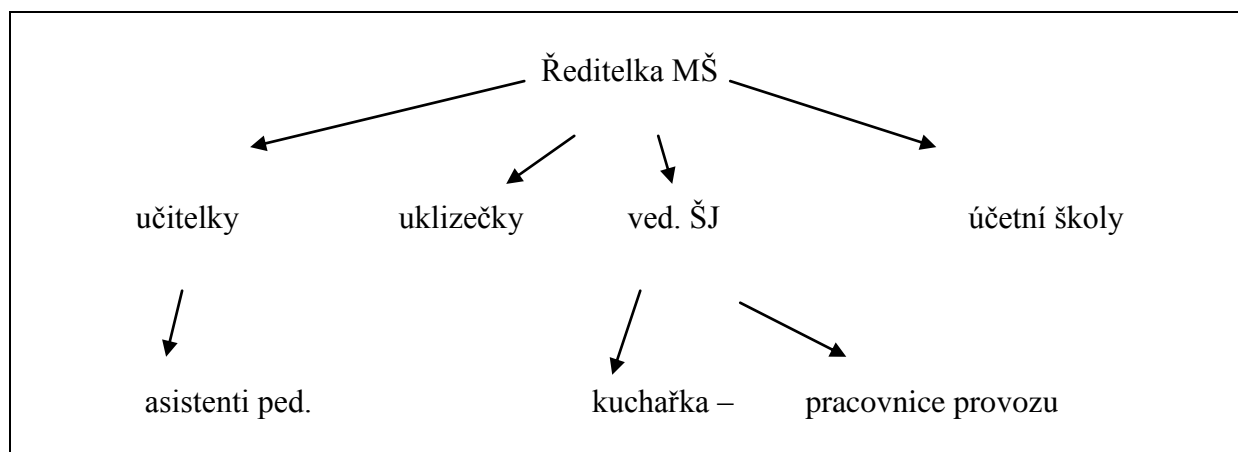 Ředitelka MŠ
učitelky uklizečky ved. ŠJ účetní školy
asistenti ped. kuchařka – pracovnice provozu